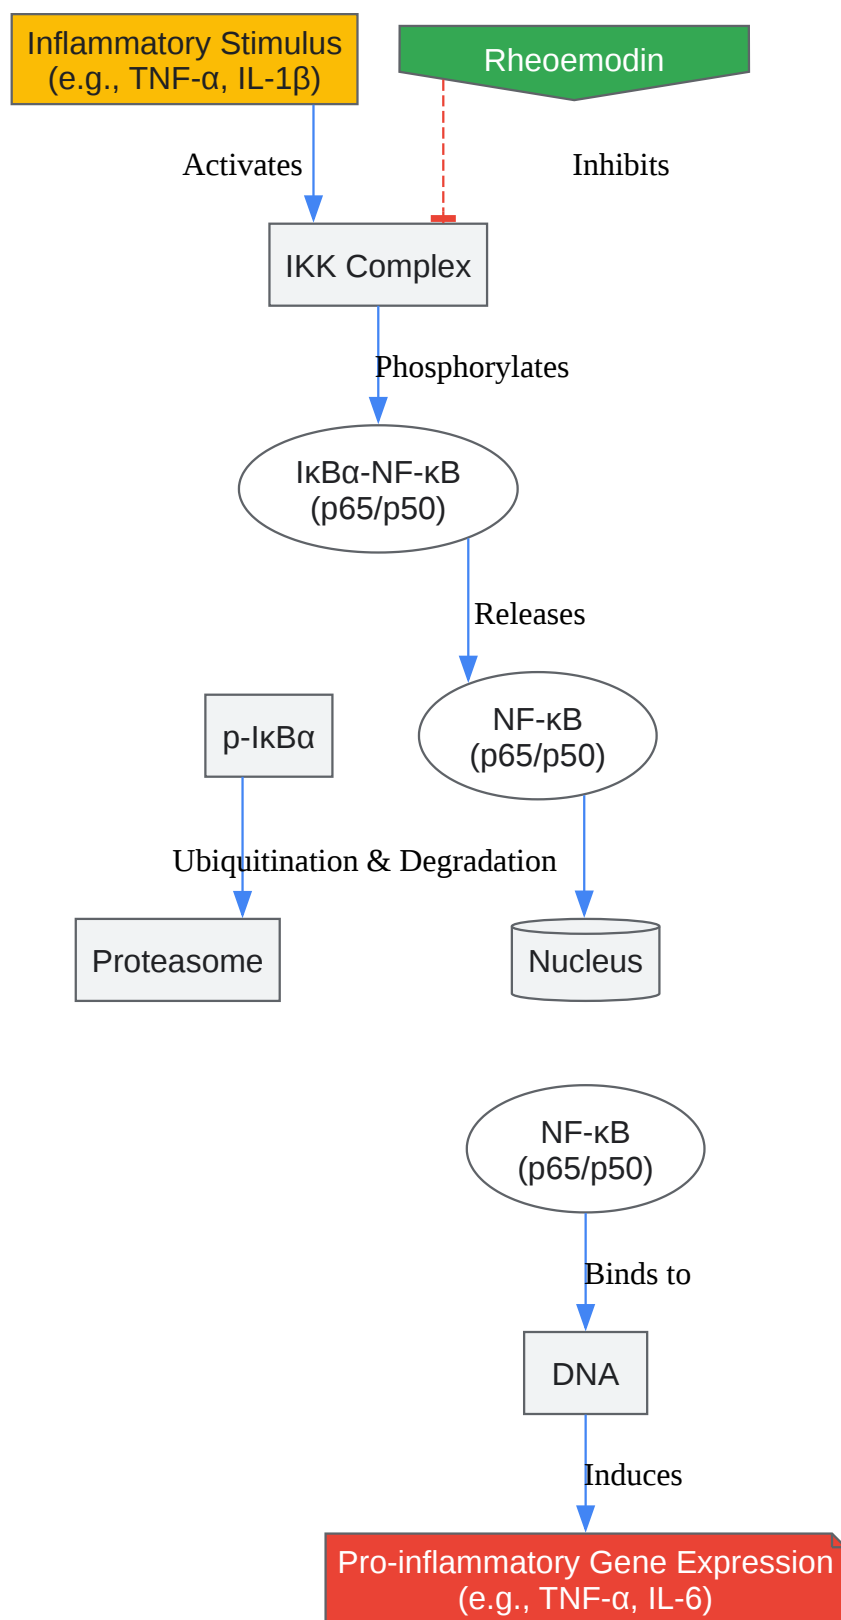 Inflammatory Stimulus
(e.g., TNF-α, IL-1β)
Rheoemodin
Activates
Inhibits
IKK Complex
Phosphorylates
IκBα-NF-κB
(p65/p50)
Releases
p-IκBα
NF-κB
(p65/p50)
Ubiquitination & Degradation
Proteasome
Nucleus
NF-κB
(p65/p50)
Binds to
DNA
Induces
Pro-inflammatory Gene Expression
(e.g., TNF-α, IL-6)